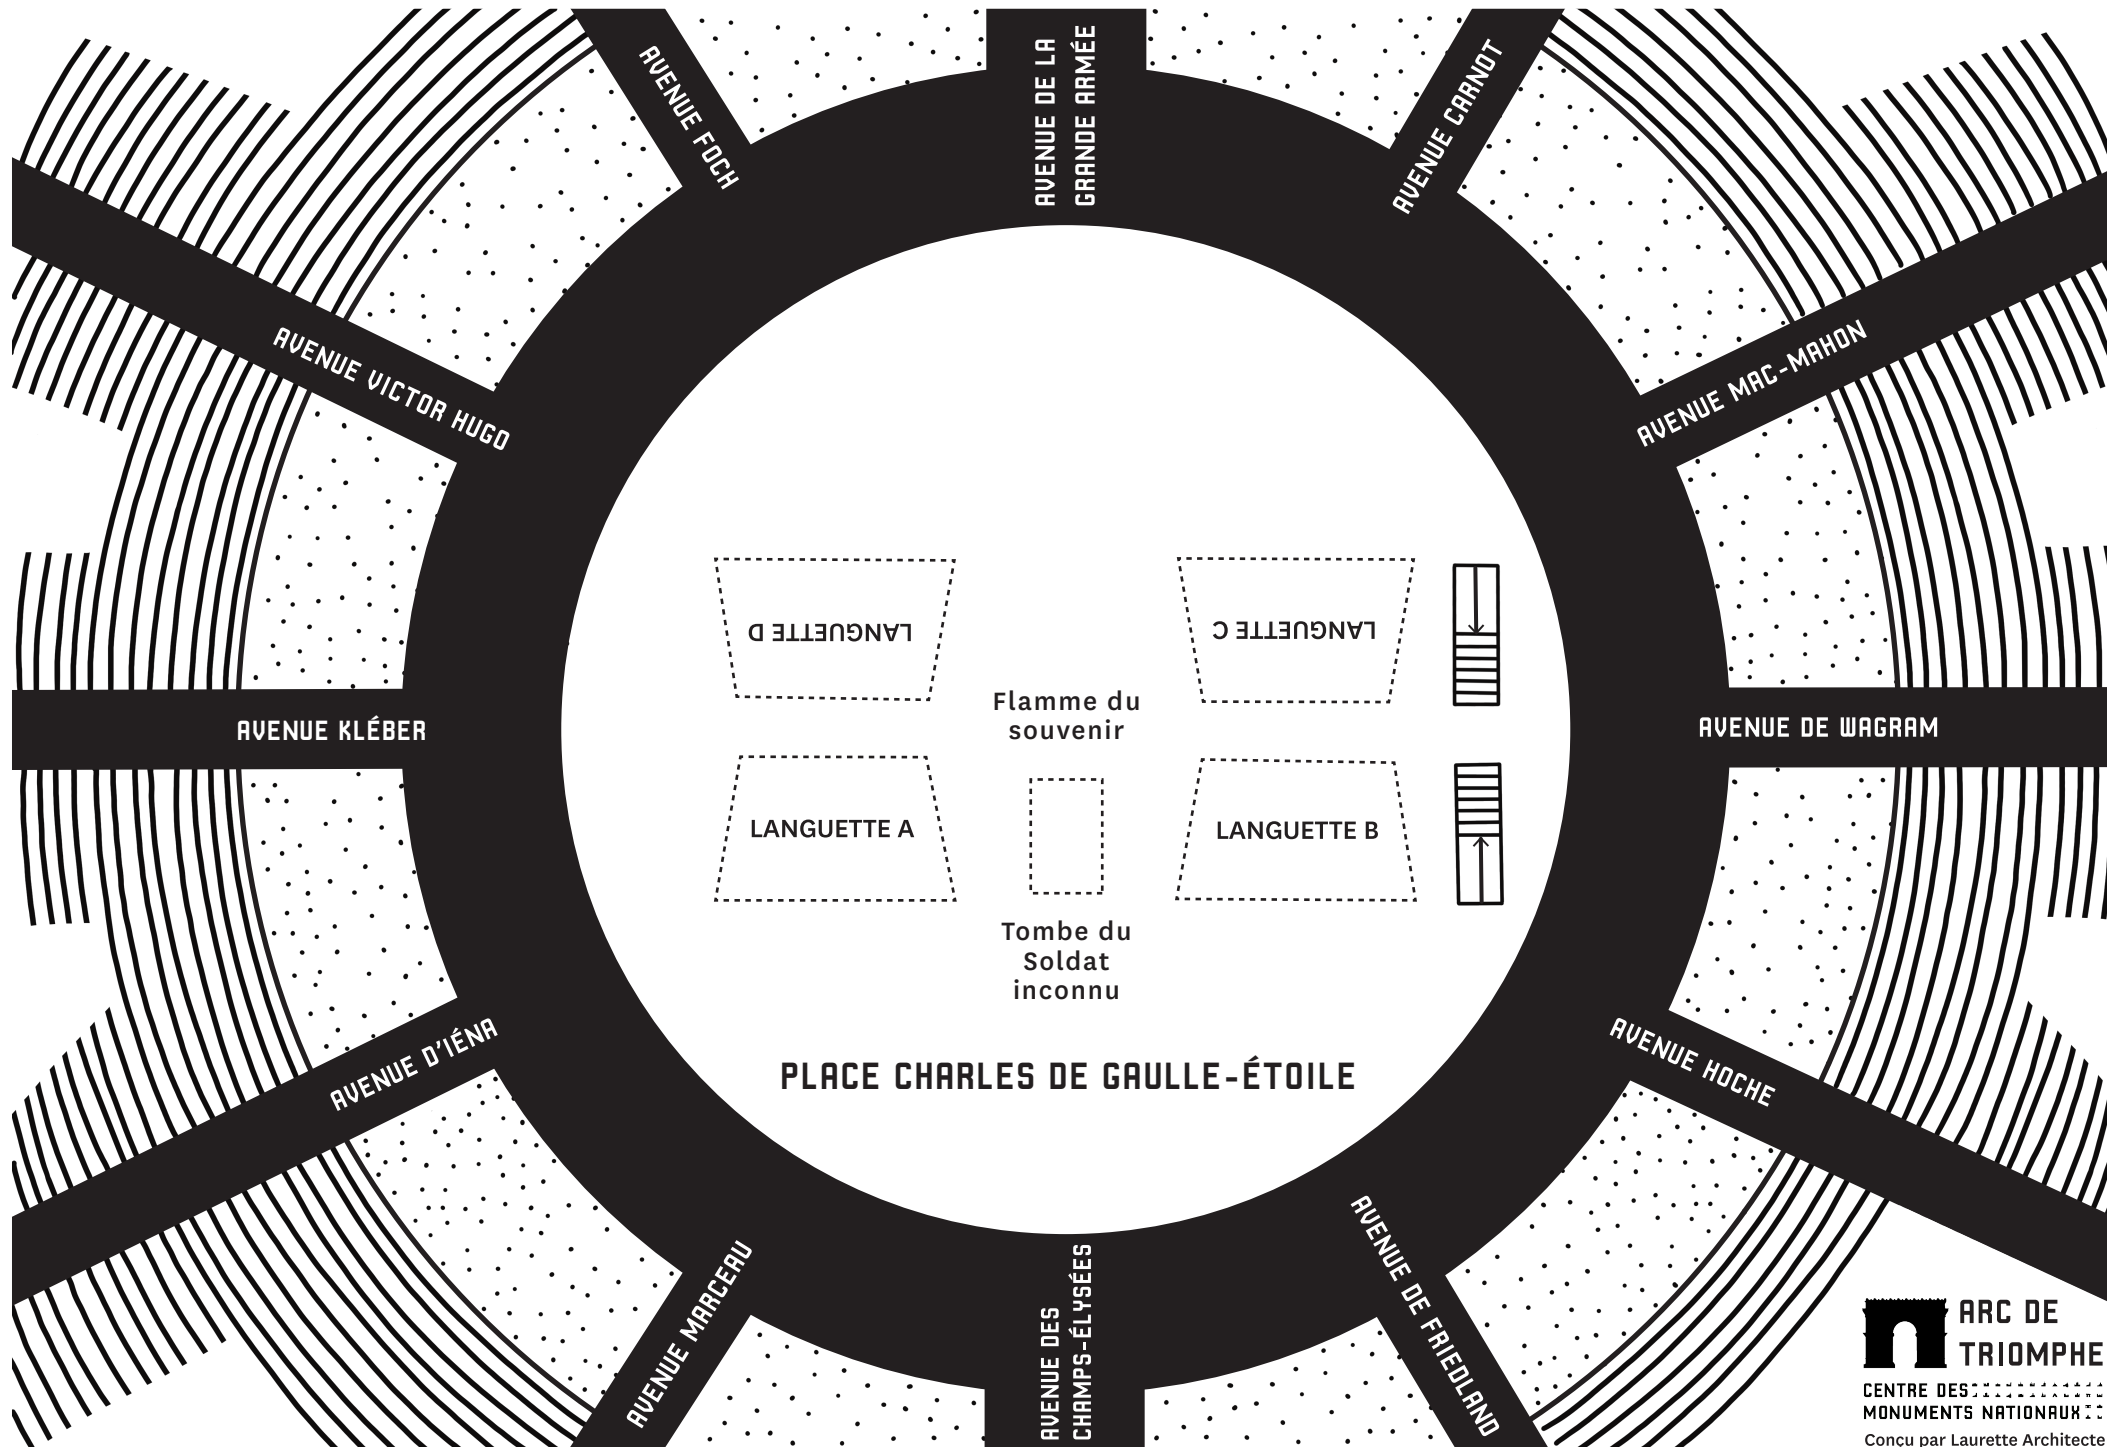 AVENUE FOCH
AVENUE DE LA
GRANDE ARMÉE
AVENUE CARNOT
AVENUE VICTOR HUGO
AVENUE MAC-MAHON
LANGUETTE D
LANGUETTE C
Flamme du
souvenir
AVENUE KLÉBER
AVENUE DE WAGRAM
LANGUETTE A
LANGUETTE B
Tombe du
Soldat
inconnu
AVENUE D'IÉNA
AVENUE HOCHE
PLACE CHARLES DE GAULLE-ÉTOILE
AVENUE MARCEAU
AVENUE DES
CHAMPS-ÉLYSÉES
AVENUE DE FRIEDLAND
ARC DE
TRIOMPHE
CENTRE DES
MONUMENTS NATIONAUX
Conçu par Laurette Architecte